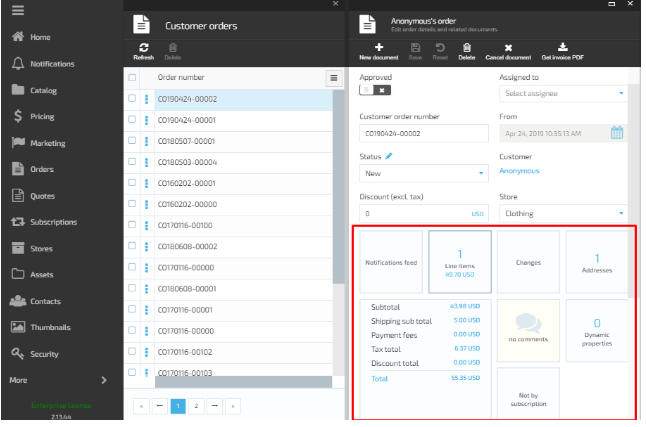 Home
Notifications
Catalog
Pricing
Marketing
Orders
Quotes
Subscriptions
Stores
Assets
Contacts
Thumbnails
Security
More
Enterprise license
2.13.44
Customer orders
Refresh
Delete
Order number
CO190424-00002
CO190424-00001
CO180507-00001
CO180503-00004
CO160202-00001
CO160202-00000
CO170116-00100
CO180608-00002
CO170116-00000
CO180608-00001
CO170116-00001
CO170116-00000
CO170116-00102
CO170116-00103
1
2
Anonymous's order
Edit order details and related documents
New document
Save
Reset
Delete
Cancel document
Get invoice PDF
Approved
Assigned to
Select assignee
Customer order number
From
CO190424-00002
Apr 24, 2019 10:35:13 AM
Status
Customer
New
Anonymous
Discount (excl. tax)
Store
0
USD
Clothing
Notifications feed
1
Line items
49.70 USD
Changes
1
Addresses
Subtotal 43.98 USD
Shipping sub total 5.00 USD
Payment fees 0.00 USD
Tax total 6.37 USD
Discount total 0.00 USD
Total 55.35 USD
no comments
0
Dynamic
properties
Not by
subscription